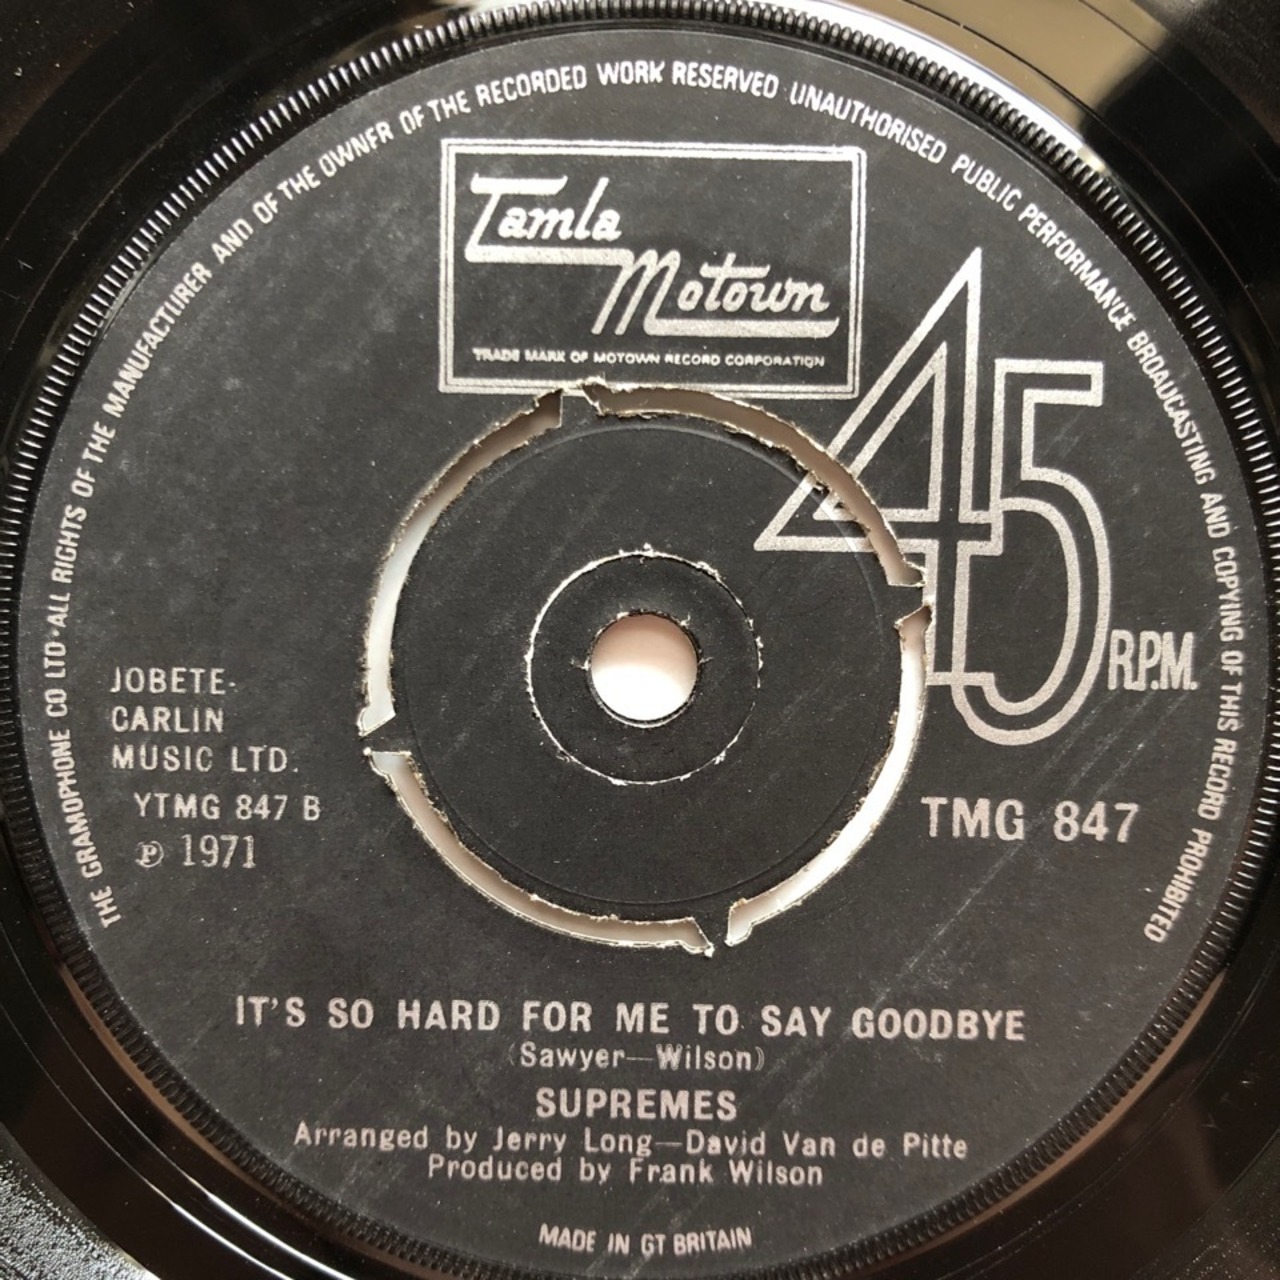 THE GRAMOPHONE CO LTD·ALL RIGHTS OF THE MANUFACTURER AND OF THE OWNER OF THE RECORDED WORK RESERVED UNAUTHORISED PUBLIC PERFORMANCE BROADCASTING AND COPYING OF THIS RECORD PROHIBITED
Tamla
Motown
TRADE MARK OF MOTOWN RECORD CORPORATION
45
R.P.M.
JOBETE-
CARLIN
MUSIC LTD.
YTMG 847 B
℗ 1971
TMG 847
IT'S SO HARD FOR ME TO SAY GOODBYE
(Sawyer—Wilson)
SUPREMES
Arranged by Jerry Long—David Van de Pitte
Produced by Frank Wilson
MADE IN GT BRITAIN